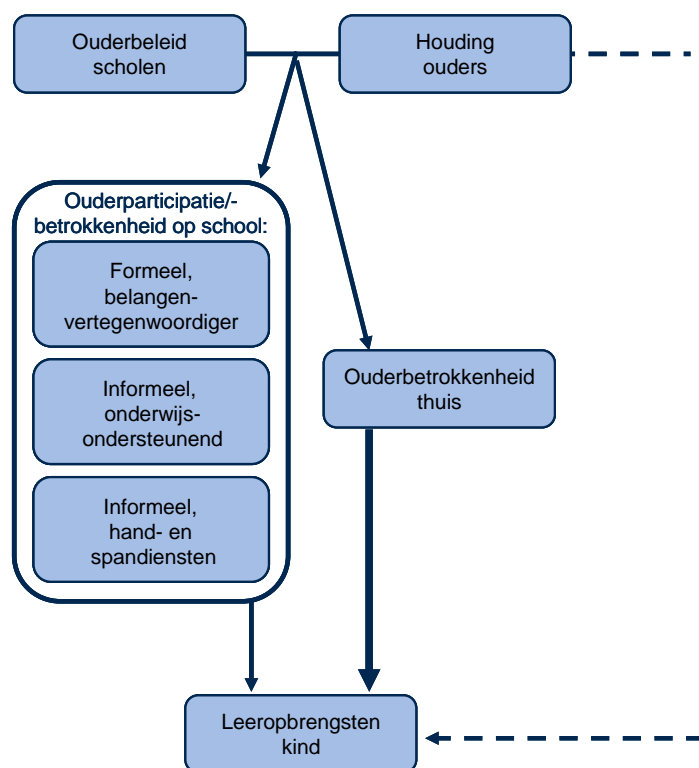 Ouderbeleid
scholen
Houding
ouders
Ouderparticipatie/-
betrokkenheid op school:
Formeel,
belangen-
vertegenwoordiger
Informeel,
onderwijs-
ondersteunend
Informeel,
hand- en
spandiensten
Ouderbetrokkenheid
thuis
Leeropbrengsten
kind